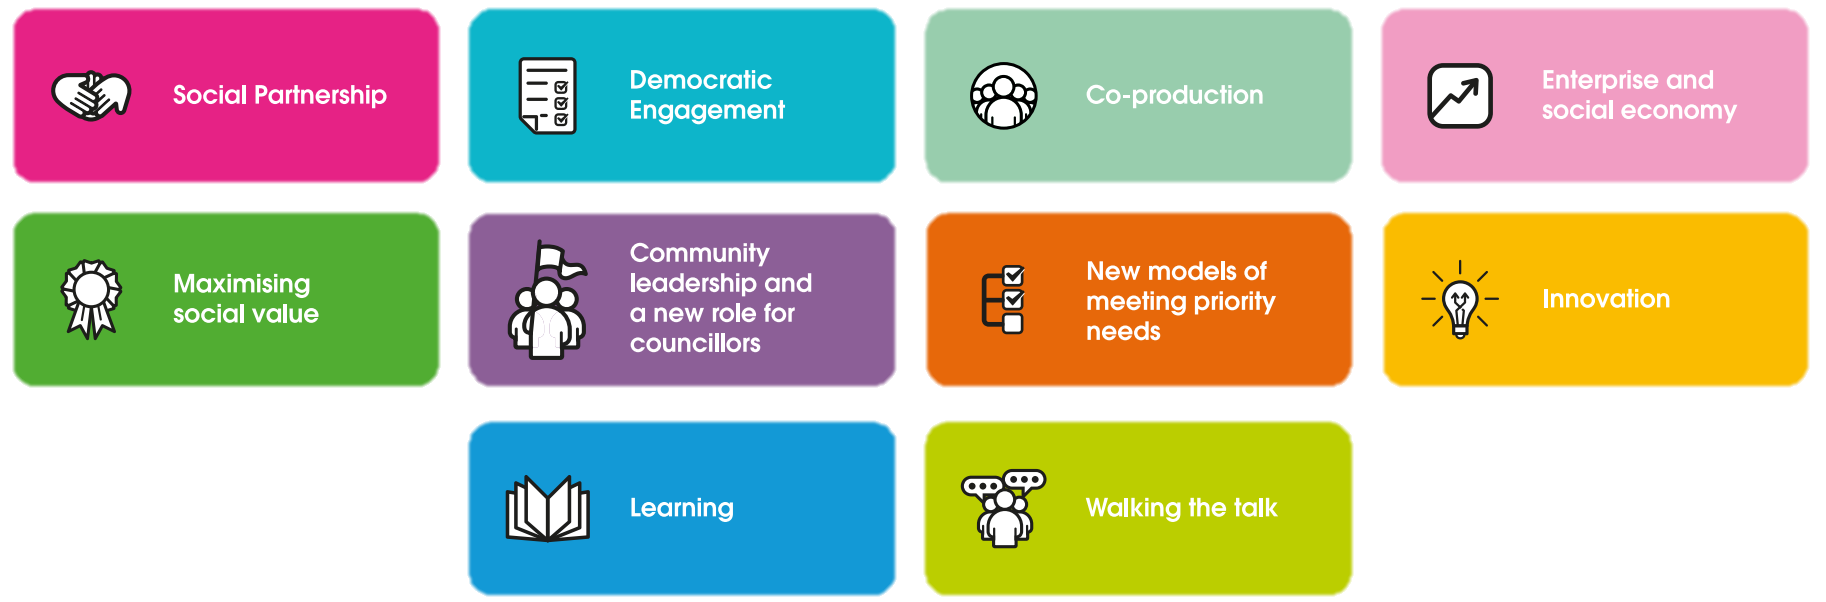 Social Partnership
Democratic
Engagement
Co-production
Enterprise and
social economy
Maximising
social value
Community
leadership and
a new role for
councillors
New models of
meeting priority
needs
Innovation
Learning
Walking the talk